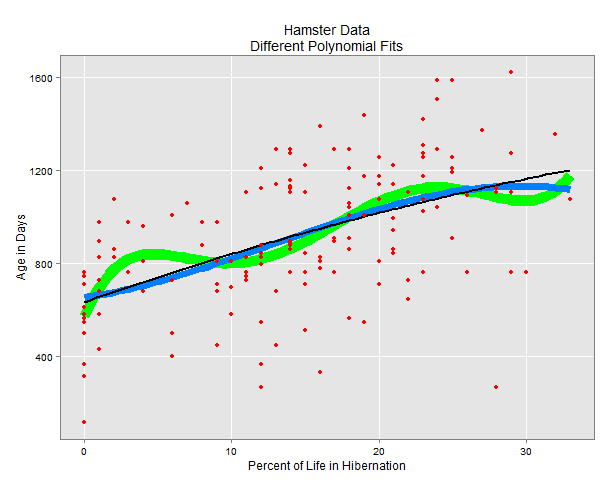 Hamster Data
Different Polynomial Fits
1600
1200
800
400
Age in Days
0
10
20
30
Percent of Life in Hibernation